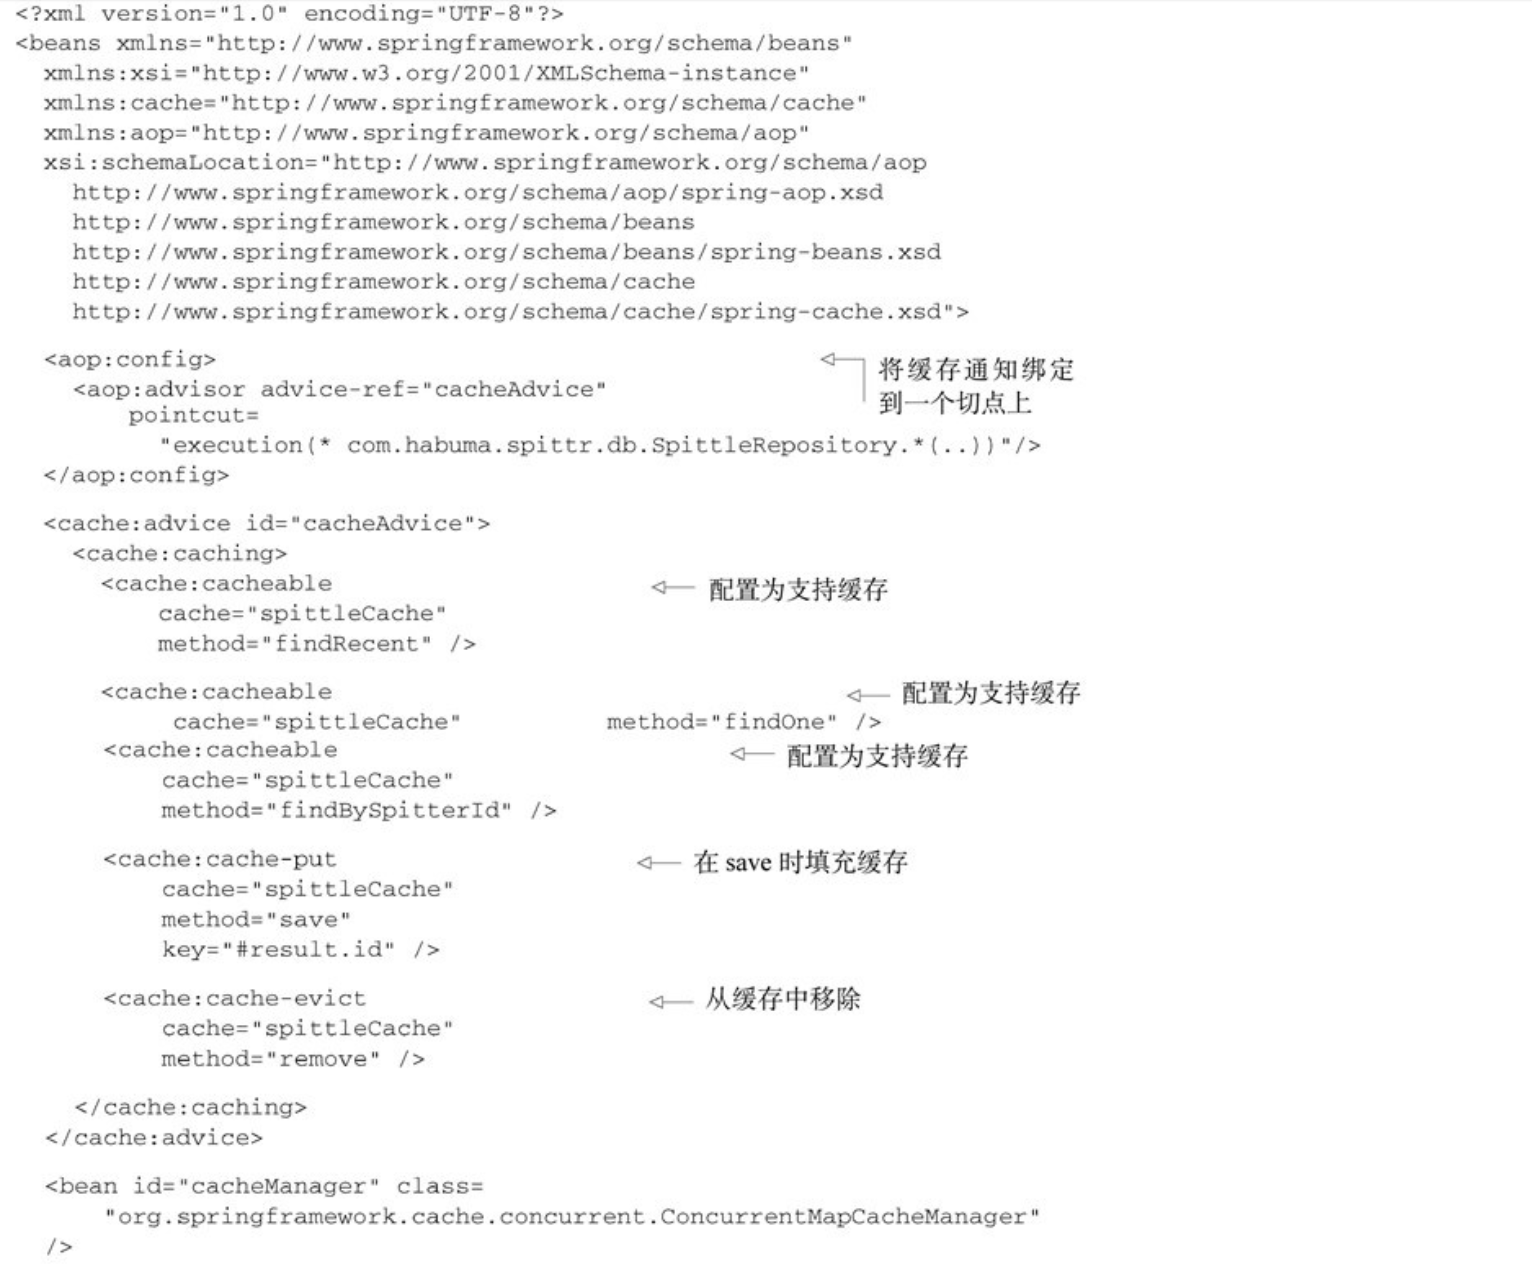 <?xml version="1.0" encoding="UTF-8"?>
<beans xmlns="http://www.springframework.org/schema/beans"
xmlns:xsi="http://www.w3.org/2001/XMLSchema-instance"
xmlns:cache="http://www.springframework.org/schema/cache"
xmlns:aop="http://www.springframework.org/schema/aop"
xsi:schemaLocation="http://www.springframework.org/schema/aop
http://www.springframework.org/schema/aop/spring-aop.xsd
http://www.springframework.org/schema/beans
http://www.springframework.org/schema/beans/spring-beans.xsd
http://www.springframework.org/schema/cache
http://www.springframework.org/schema/cache/spring-cache.xsd">
<aop:config>
将缓存通知绑定
<aop:advisor advice-ref="cacheAdvice"
到一个切点上
pointcut=
"execution(* com.habuma.spittr.db.SpittleRepository.*(..))"/>
</aop:config>
<cache:advice id="cacheAdvice">
<cache:caching>
<cache:cacheable 配置为支持缓存
cache="spittleCache"
method="findRecent" />
<cache:cacheable 配置为支持缓存
cache="spittleCache" method="findOne" />
<cache:cacheable 配置为支持缓存
cache="spittleCache"
method="findBySpitterId" />
<cache:cache-put 在 save 时填充缓存
cache="spittleCache"
method="save"
key="#result.id" />
<cache:cache-evict 从缓存中移除
cache="spittleCache"
method="remove" />
</cache:caching>
</cache:advice>
<bean id="cacheManager" class=
"org.springframework.cache.concurrent.ConcurrentMapCacheManager"
/>